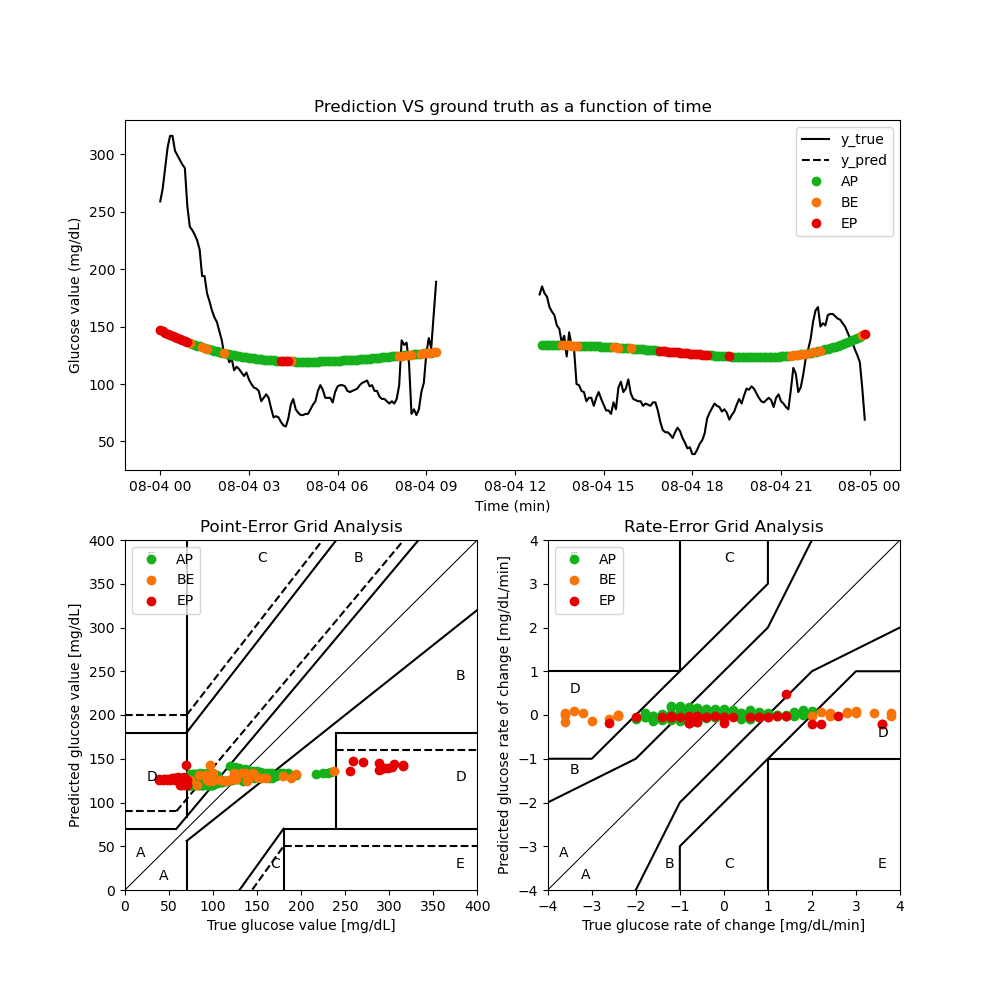 Prediction VS ground truth as a function of time
Glucose value (mg/dL)
300
250
200
150
100
50
y_true
y_pred
AP
BE
EP
08-04 00 08-04 03 08-04 06 08-04 09 08-04 12 08-04 15 08-04 18 08-04 21 08-05 00
Time (min)
Point-Error Grid Analysis
Predicted glucose value [mg/dL]
400
350
300
250
200
150
100
50
0
AP
BE
EP
C
B
B
D
D
A
A
C
E
0 50 100 150 200 250 300 350 400
True glucose value [mg/dL]
Rate-Error Grid Analysis
Predicted glucose rate of change [mg/dL/min]
4
3
2
1
0
−1
−2
−3
−4
AP
BE
EP
C
D
D
B
A
A
B
C
E
−4 −3 −2 −1 0 1 2 3 4
True glucose rate of change [mg/dL/min]